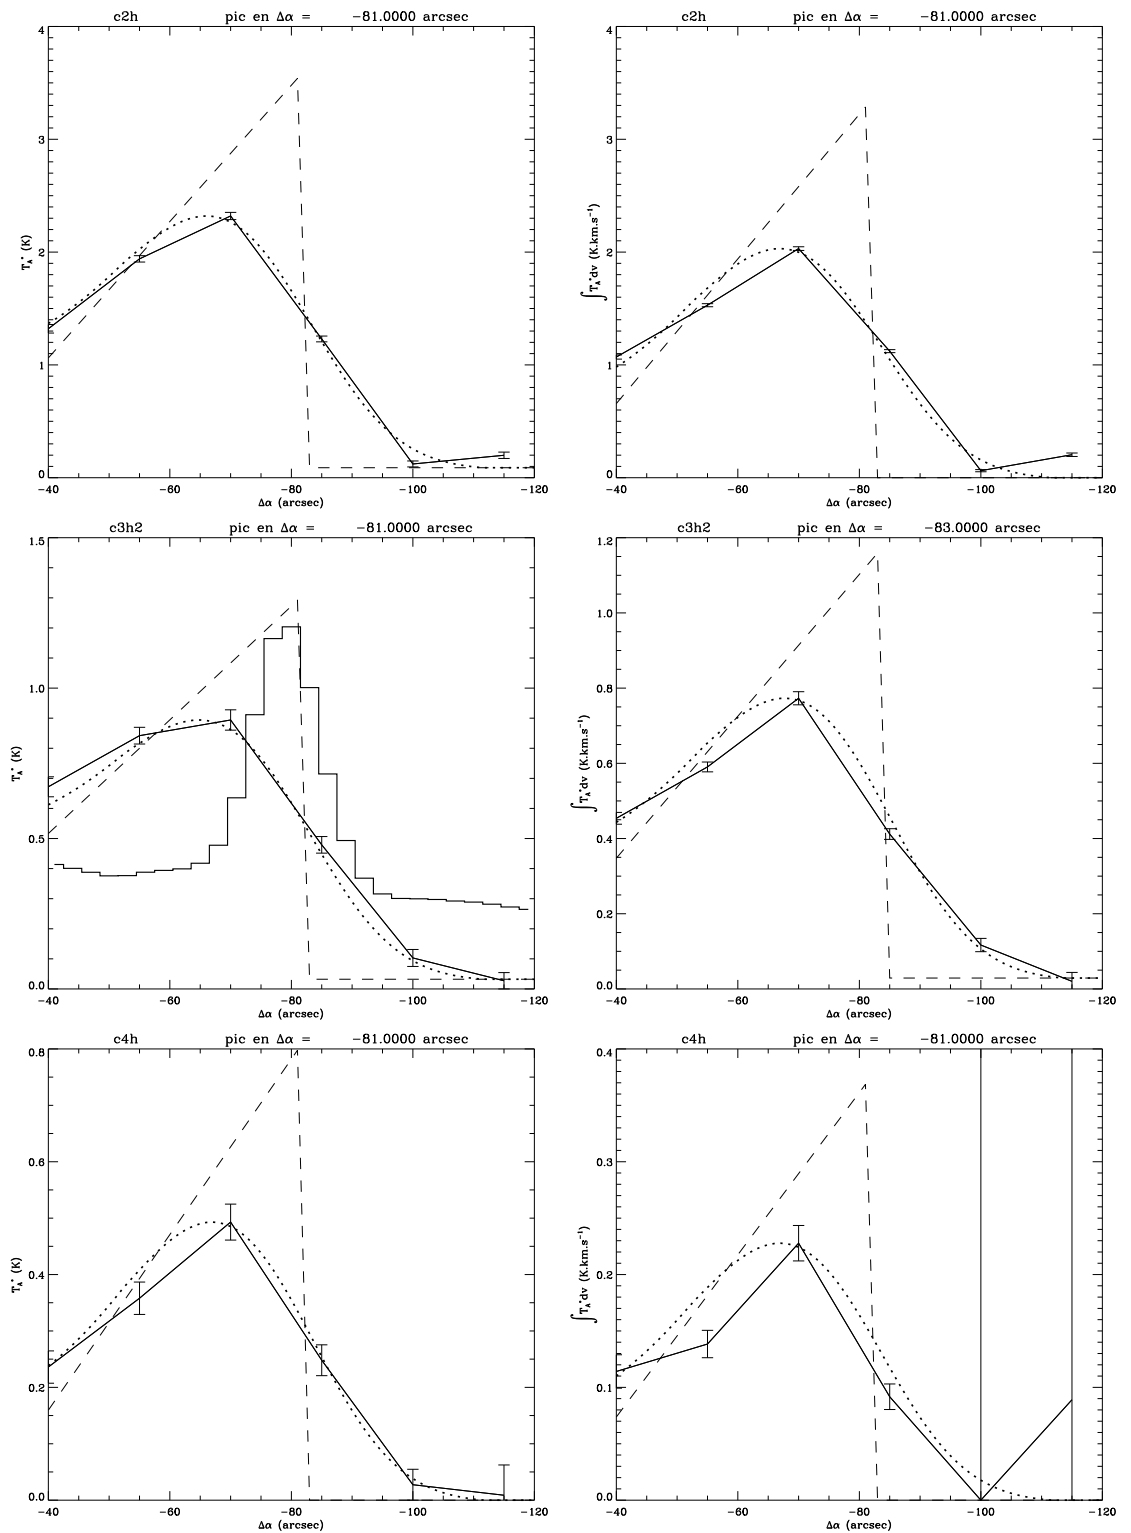 c2h pic en Δα = −81.0000 arcsec
4
3
2
1
0
T_A^* (K)
−40 −60 −80 −100 −120
Δα (arcsec)
c2h pic en Δα = −81.0000 arcsec
4
3
2
1
0
∫T_A^*dv (K.km.s⁻¹)
−40 −60 −80 −100 −120
Δα (arcsec)
c3h2 pic en Δα = −81.0000 arcsec
1.5
1.0
0.5
0.0
T_A^* (K)
−40 −60 −80 −100 −120
Δα (arcsec)
c3h2 pic en Δα = −83.0000 arcsec
1.2
1.0
0.8
0.6
0.4
0.2
0.0
∫T_A^*dv (K.km.s⁻¹)
−40 −60 −80 −100 −120
Δα (arcsec)
c4h pic en Δα = −81.0000 arcsec
0.8
0.6
0.4
0.2
0.0
T_A^* (K)
−40 −60 −80 −100 −120
Δα (arcsec)
c4h pic en Δα = −81.0000 arcsec
0.4
0.3
0.2
0.1
0.0
∫T_A^*dv (K.km.s⁻¹)
−40 −60 −80 −100 −120
Δα (arcsec)